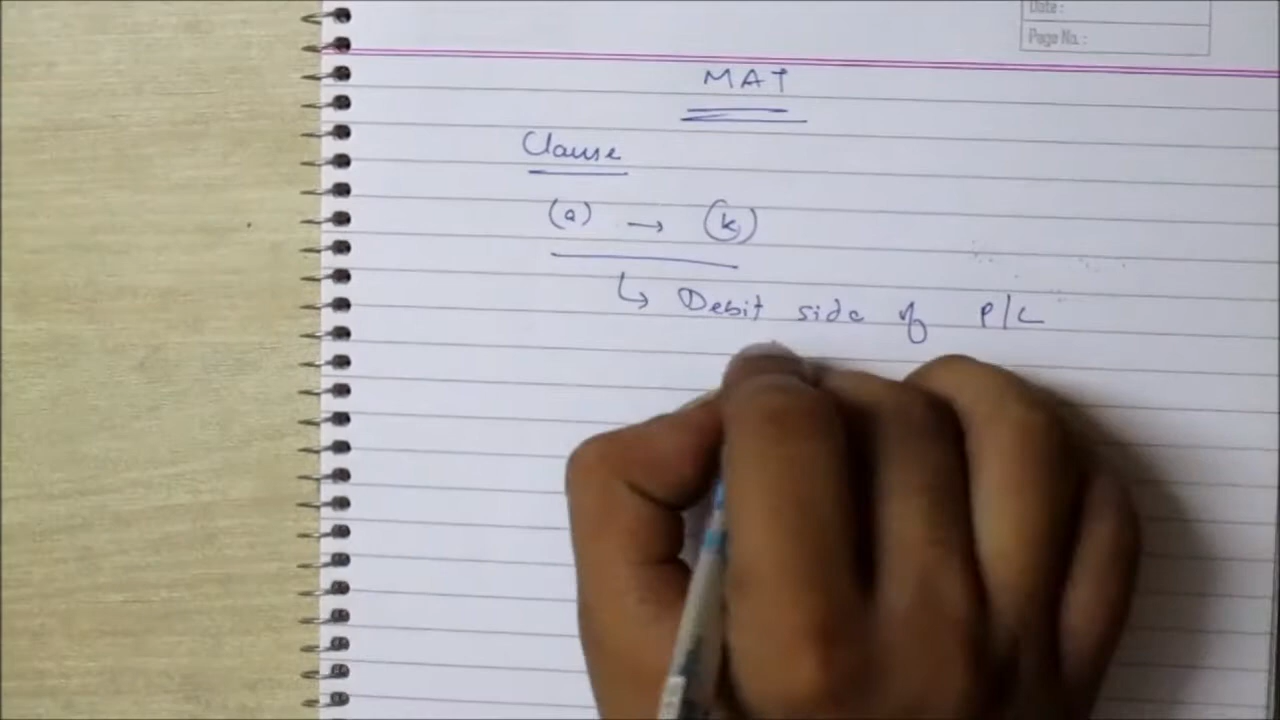 Date :
Page No. :
MAT
Clause
(a) → (k)
↳ Debit side of P/L